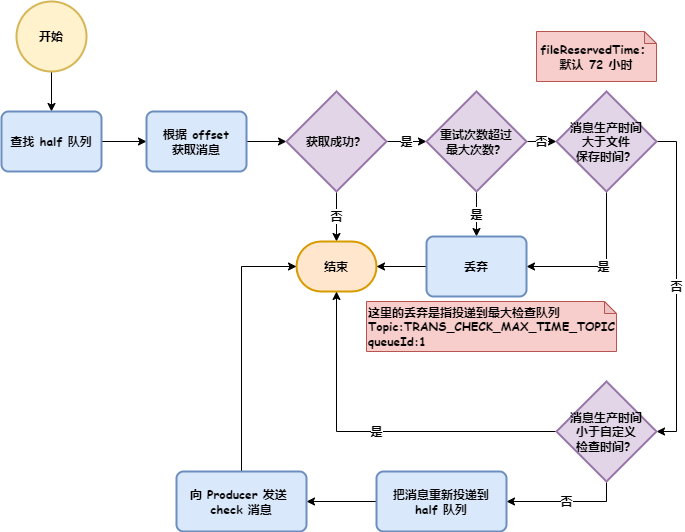 开始
fileReservedTime:
默认 72 小时
查找 half 队列
根据 offset
获取消息
获取成功?
是
重试次数超过
最大次数?
否
消息生产时间
大于文件
保存时间?
否
是
结束
丢弃
是
否
这里的丢弃是指投递到最大检查队列
Topic:TRANS_CHECK_MAX_TIME_TOPIC
queueId:1
是
消息生产时间
小于自定义
检查时间?
向 Producer 发送
check 消息
把消息重新投递到
half 队列
否